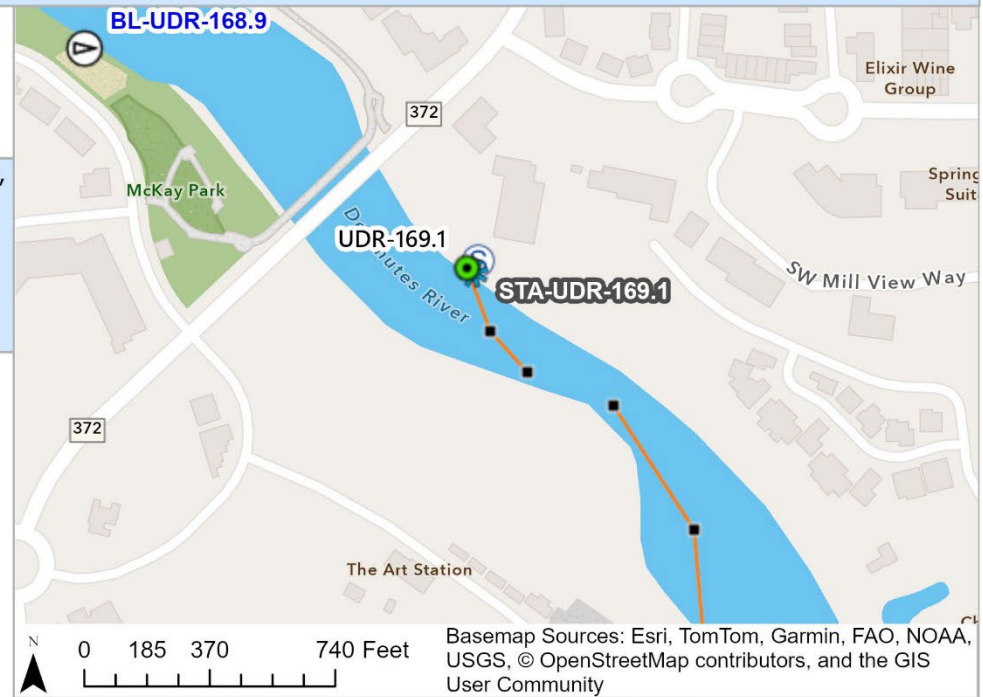 BL-UDR-168.9
Elixir Wine
Group
372
McKay Park
Spring
Suit
UDR-169.1
STA-UDR-169.1
SW Mill View Way
372
The Art Station
N
0 185 370 740 Feet
Basemap Sources: Esri, TomTom, Garmin, FAO, NOAA,
USGS, © OpenStreetMap contributors, and the GIS
User Community